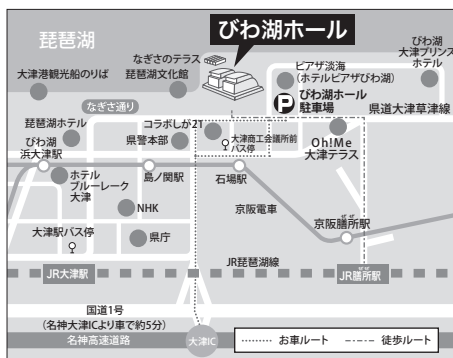 琵琶湖
びわ湖ホール
なぎさのテラス
琵琶湖文化館
大津港観光船のりば
ピアザ淡海
(ホテルピアザびわ湖)
びわ湖
大津プリンス
ホテル
P
びわ湖ホール
駐車場
県道大津草津線
なぎさ通り
琵琶湖ホテル
コラボしが21
県警本部
大津商工会議所前
バス停
Oh!Me
大津テラス
びわ湖
浜大津駅
島ノ関駅
石場駅
ホテル
ブルーレーク
大津
NHK
京阪電車
ぜぜ
京阪膳所駅
大津駅バス停
県庁
JR琵琶湖線
JR大津駅
ぜぜ
JR膳所駅
国道1号
(名神大津ICより車で約5分)
名神高速道路
大津IC
お車ルート
徒歩ルート